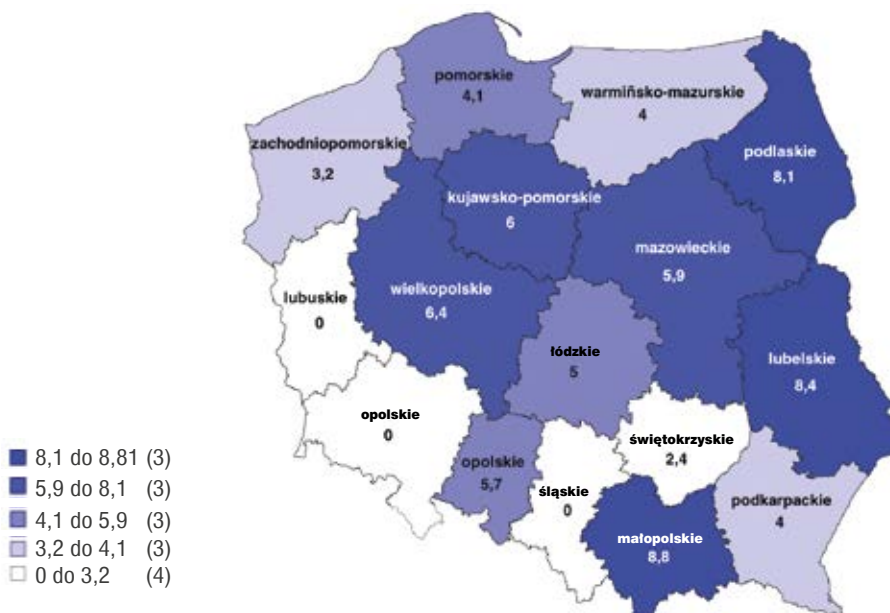 pomorskie
4,1
warmińsko-mazurskie
4
zachodniopomorskie
3,2
podlaskie
8,1
kujawsko-pomorskie
6
mazowieckie
5,9
lubuskie
0
wielkopolskie
6,4
łódzkie
5
lubelskie
8,4
opolskie
0
świętokrzyskie
2,4
opolskie
5,7
śląskie
0
podkarpackie
4
małopolskie
8,8
8,1 do 8,81 (3)
5,9 do 8,1 (3)
4,1 do 5,9 (3)
3,2 do 4,1 (3)
0 do 3,2 (4)